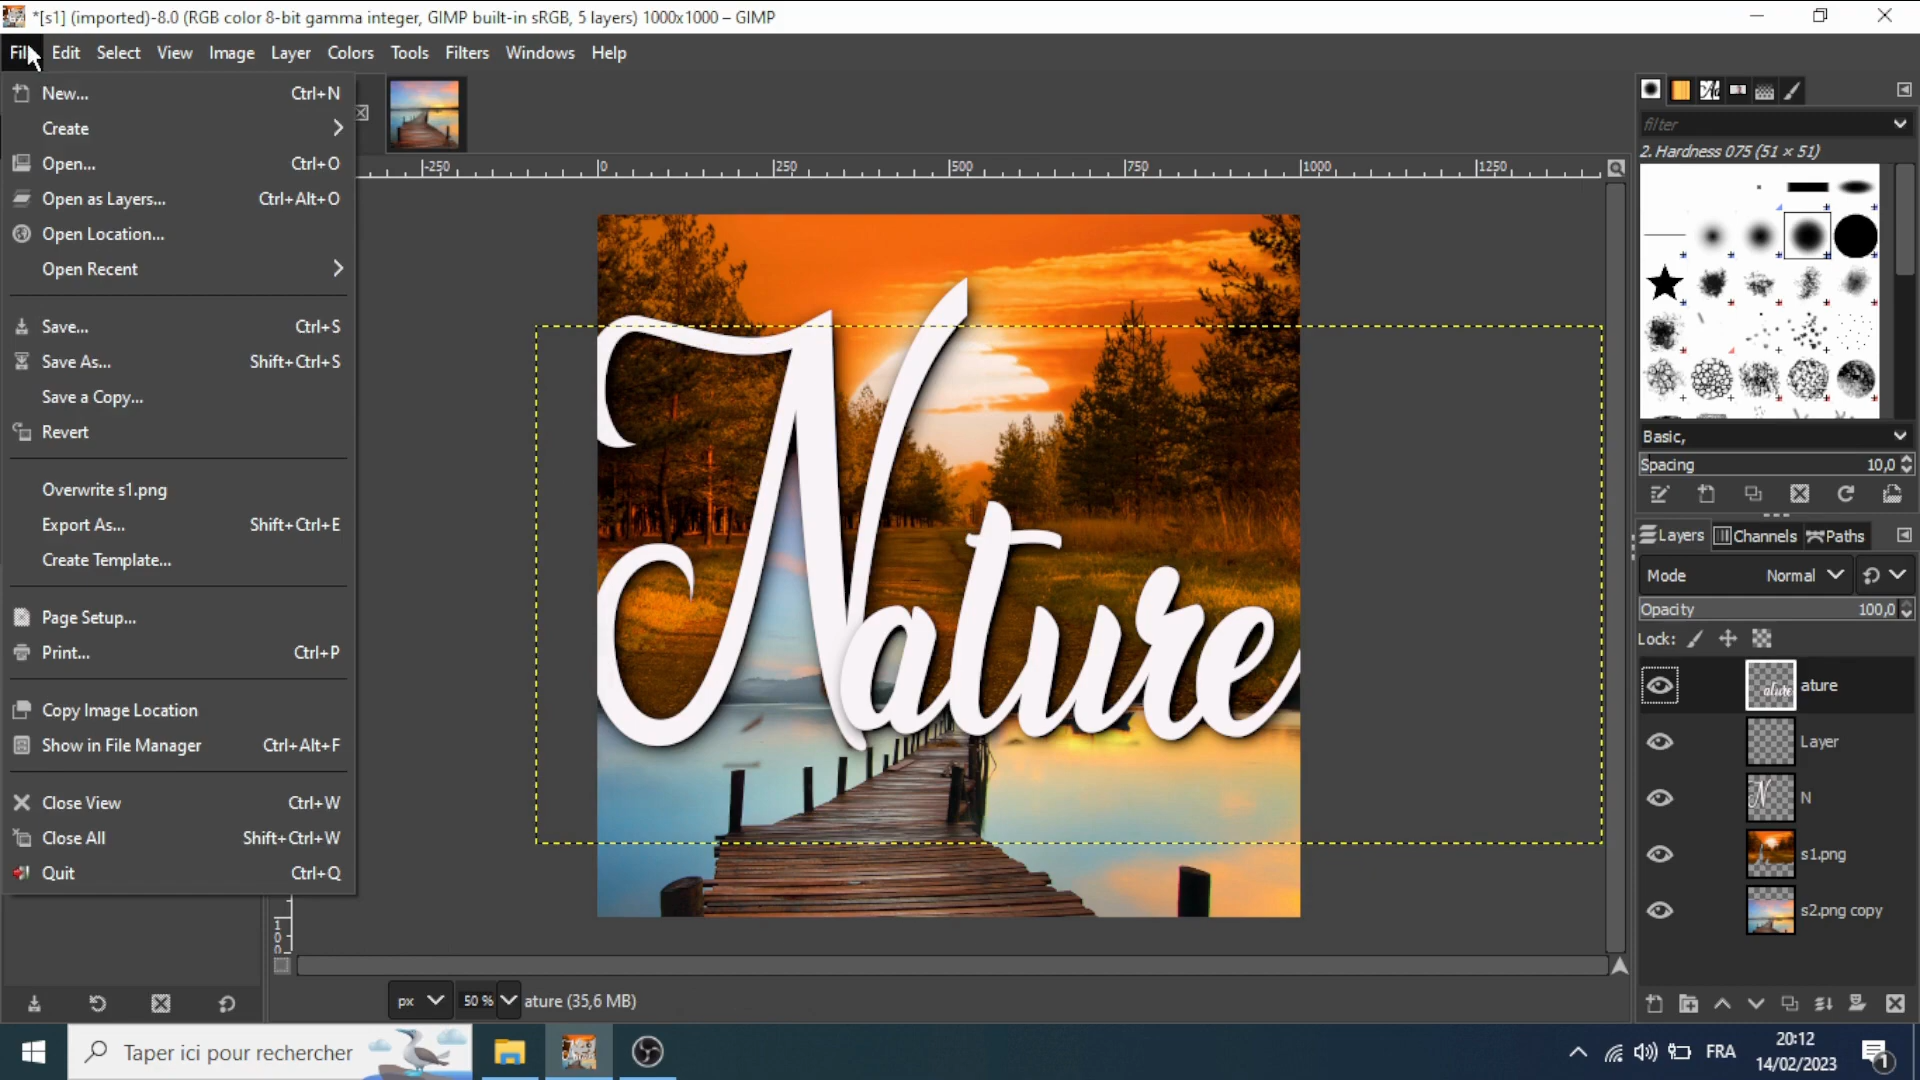 *[s1] (imported)-8.0 (RGB color 8-bit gamma integer, GIMP built-in sRGB, 5 layers) 1000x1000 – GIMP
Edit Select View Image Layer Colors Tools Filters Windows Help
New... Ctrl+N
Create
Open... Ctrl+O
Open as Layers... Ctrl+Alt+O
Open Location...
Open Recent
Save... Ctrl+S
Save As... Shift+Ctrl+S
Save a Copy...
Revert
Overwrite s1.png
Export As... Shift+Ctrl+E
Create Template...
Page Setup...
Print... Ctrl+P
Copy Image Location
Show in File Manager Ctrl+Alt+F
Close View Ctrl+W
Close All Shift+Ctrl+W
Quit Ctrl+Q
-250 0 250 500 750 1000 1250
Nature
filter
2. Hardness 075 (51 × 51)
Basic,
Spacing 10,0
Layers Channels Paths
Mode Normal
Opacity 100,0
Lock:
ature
Layer
N
s1.png
s2.png copy
px 50 % ature (35,6 MB)
Taper ici pour rechercher
FRA
20:12
14/02/2023
1